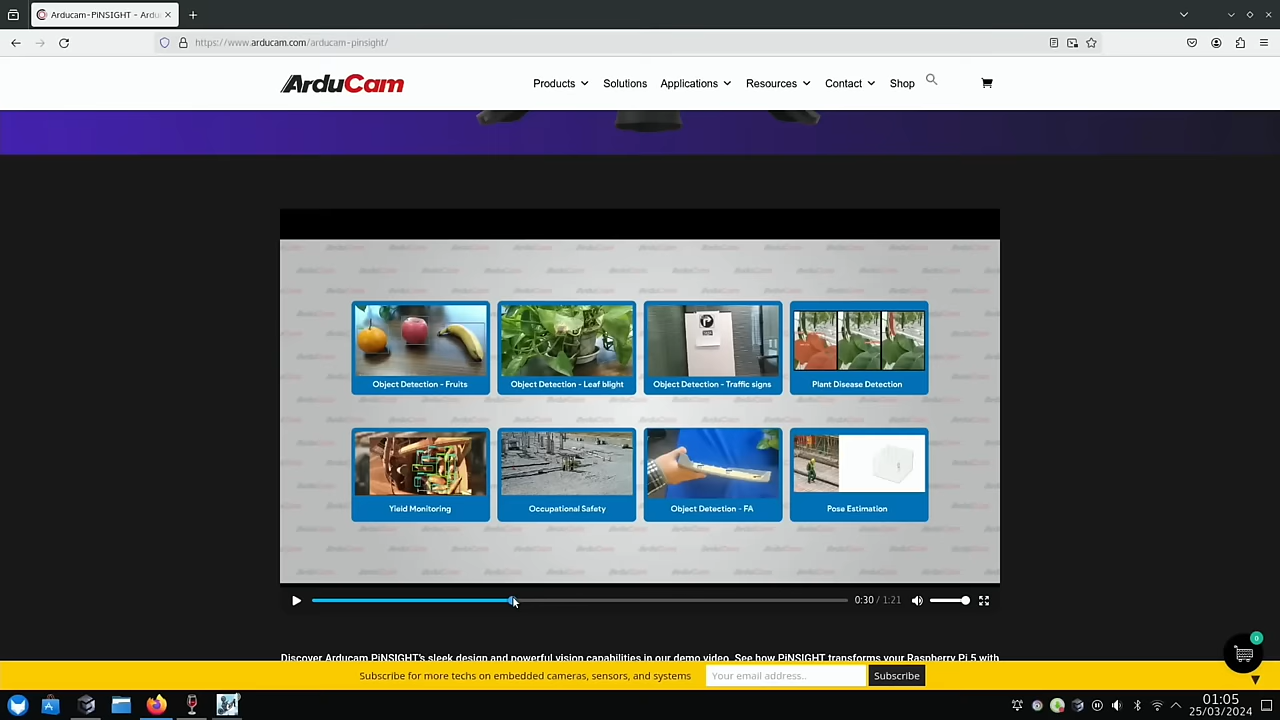 Arducam-PiNSIGHT - Ardu
https://www.arducam.com/arducam-pinsight/
ArduCam
Products
Solutions
Applications
Resources
Contact
Shop
Object Detection - Fruits
Object Detection - Leaf blight
Object Detection - Traffic signs
Plant Disease Detection
Yield Monitoring
Occupational Safety
Object Detection - FA
Pose Estimation
0:30 / 1:21
Discover Arducam PiNSIGHT's sleek design and powerful vision capabilities in our demo video. See how PiNSIGHT transforms your Raspberry Pi 5 with
0
Subscribe for more techs on embedded cameras, sensors, and systems
Your email address..
Subscribe
01:05
25/03/2024